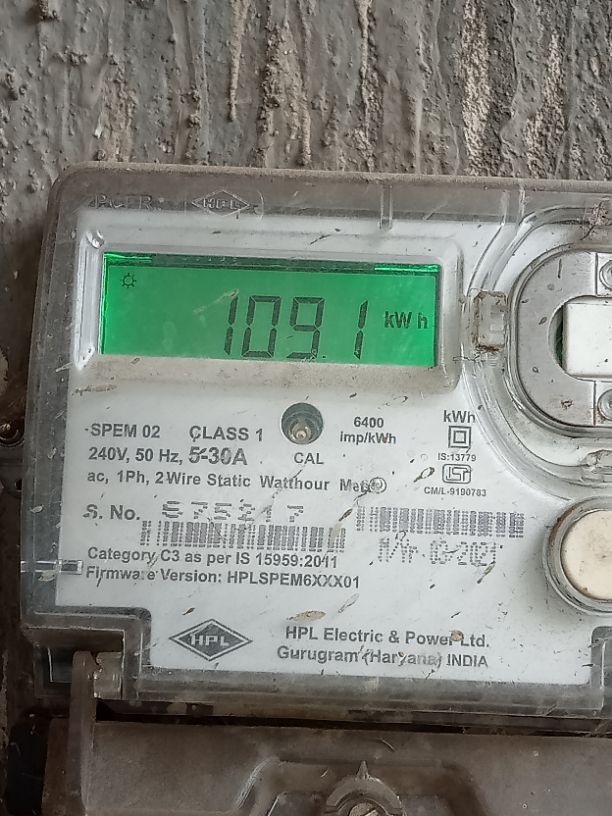 HPL
109.1 kWh
SPEM 02 CLASS 1
240V, 50 Hz, 5-30A
CAL
6400
imp/kWh
kWh
IS:13779
CM/L-9190783
ac, 1Ph, 2Wire Static Watthour
S. No. 575217
Category C3 as per IS 15959:2011
Firmware Version: HPLSPEM6XXX01
HPL
HPL Electric & Power Ltd.
Gurugram (Haryana) INDIA